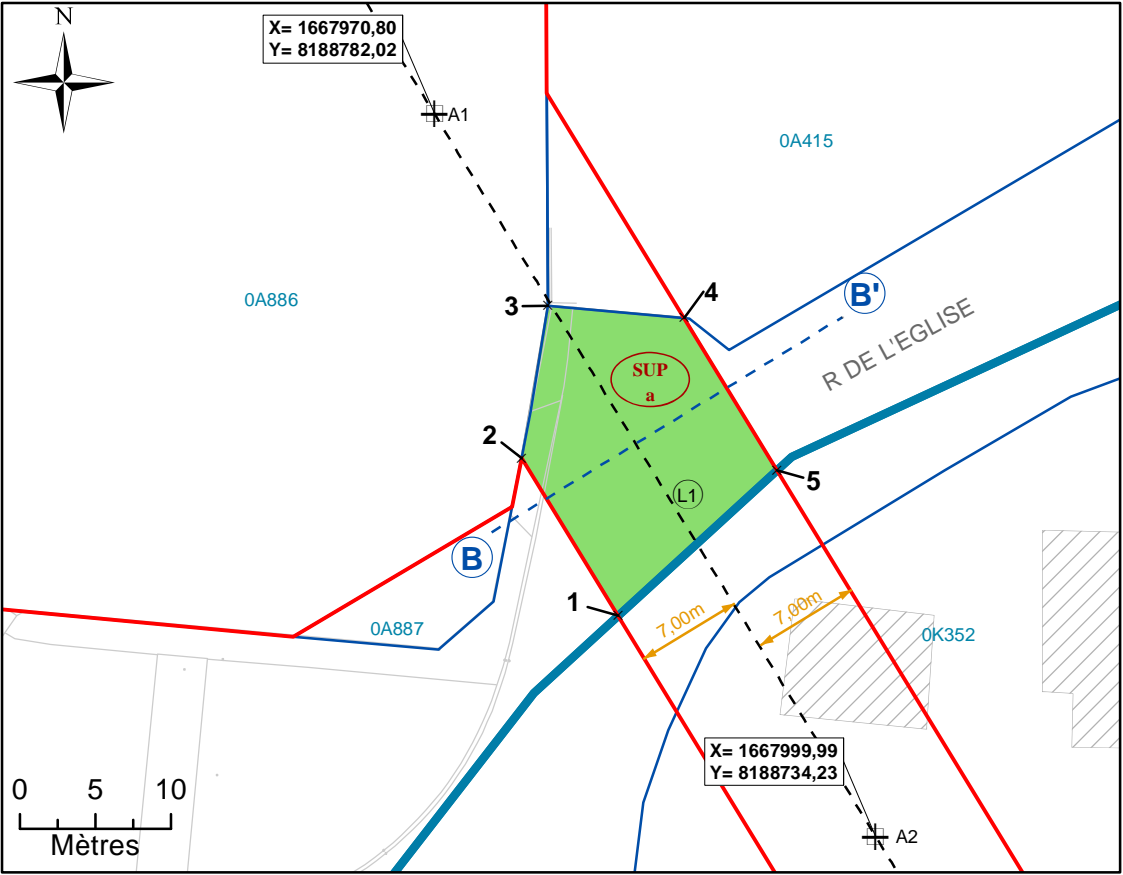 N
X= 1667970,80
Y= 8188782,02
A1
0A415
0A886
3
4
B'
R DE L'EGLISE
SUP
a
2
L1
5
B
1
7,00m
7,00m
0A887
0K352
X= 1667999,99
Y= 8188734,23
A2
0 5 10
Mètres